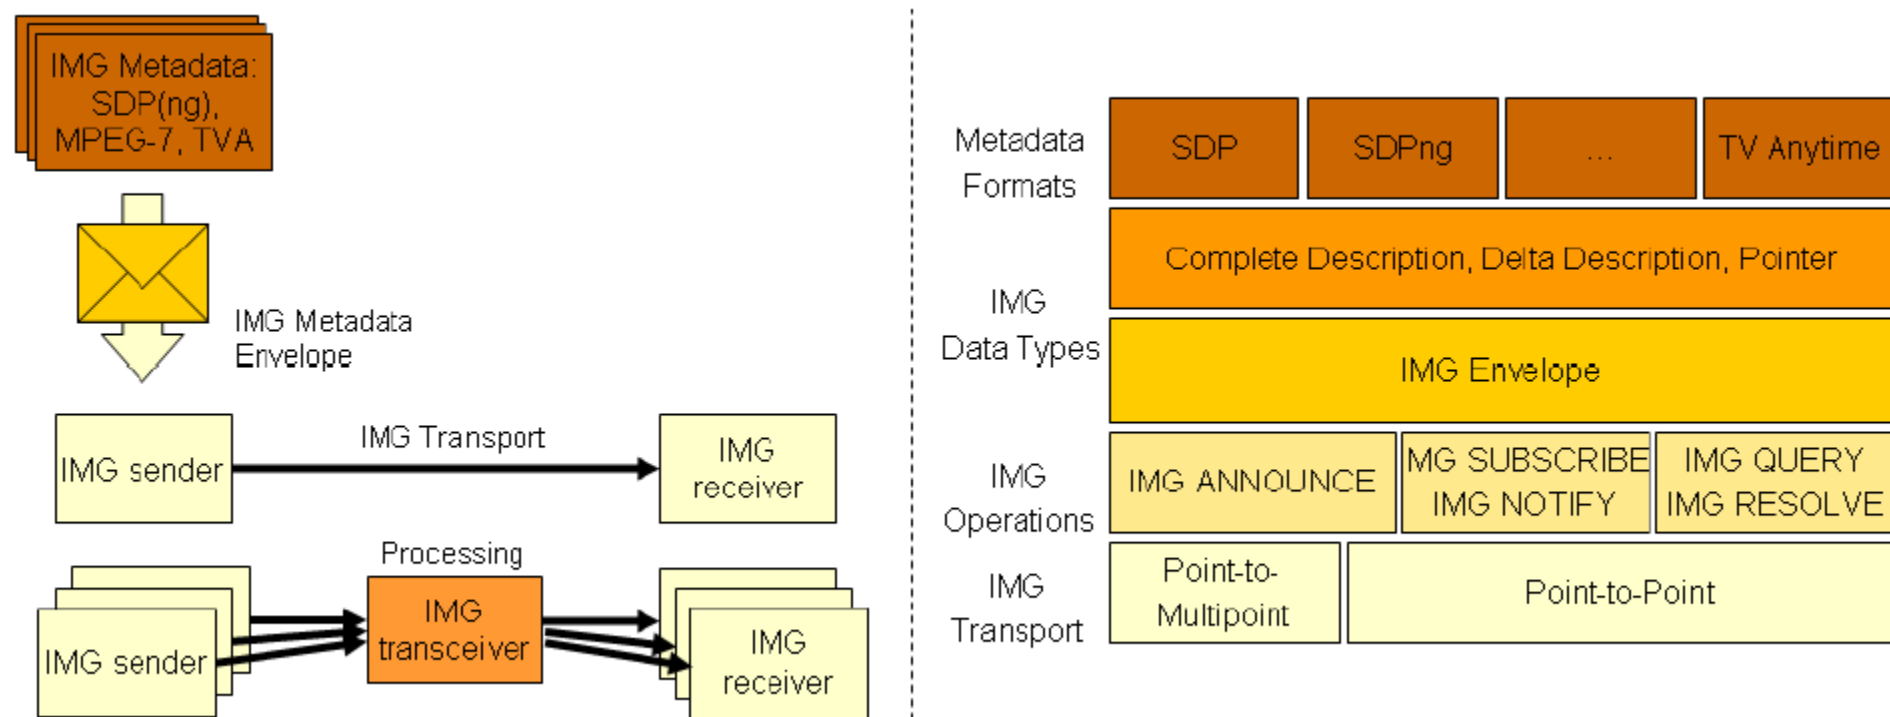 IMG Metadata:
SDP(ng),
MPEG-7, TVA
IMG Metadata
Envelope
IMG sender
IMG Transport
IMG
receiver
Processing
IMG sender
IMG
transceiver
IMG
receiver
Metadata
Formats
SDP
SDPng
...
TV Anytime
IMG
Data Types
Complete Description, Delta Description, Pointer
IMG Envelope
IMG
Operations
IMG ANNOUNCE
MG SUBSCRIBE
IMG NOTIFY
IMG QUERY
IMG RESOLVE
IMG
Transport
Point-to-
Multipoint
Point-to-Point